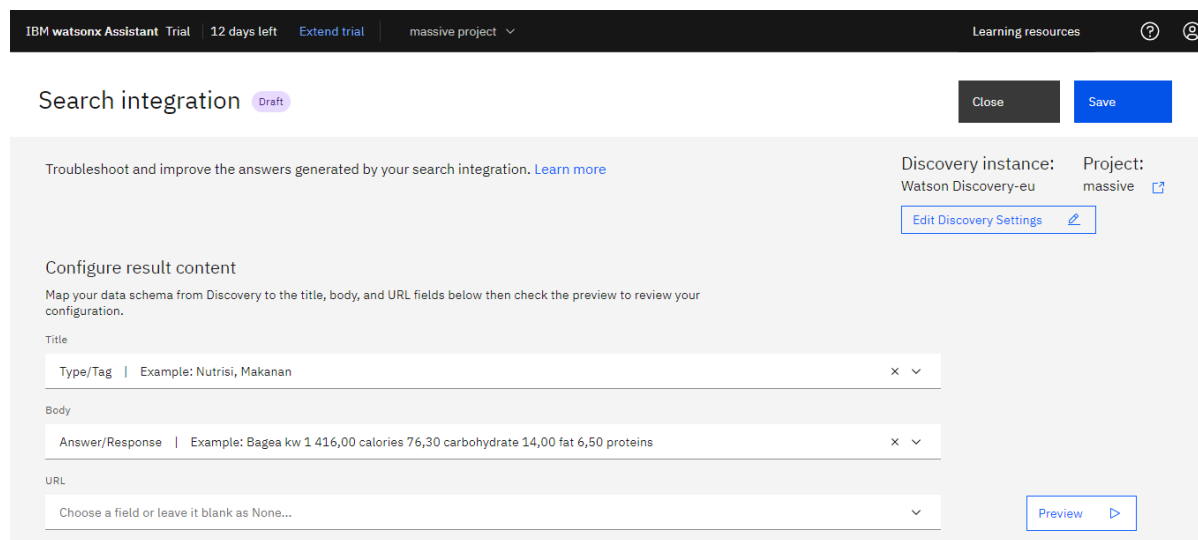 IBM watsonx Assistant Trial 12 days left Extend trial massive project Learning resources
Search integration Draft Close Save
Troubleshoot and improve the answers generated by your search integration. Learn more
Discovery instance: Project:
Watson Discovery-eu massive
Edit Discovery Settings
Configure result content
Map your data schema from Discovery to the title, body, and URL fields below then check the preview to review your
configuration.
Title
Type/Tag | Example: Nutrisi, Makanan
Body
Answer/Response | Example: Bagea kw 1 416,00 calories 76,30 carbohydrate 14,00 fat 6,50 proteins
URL
Choose a field or leave it blank as None...
Preview